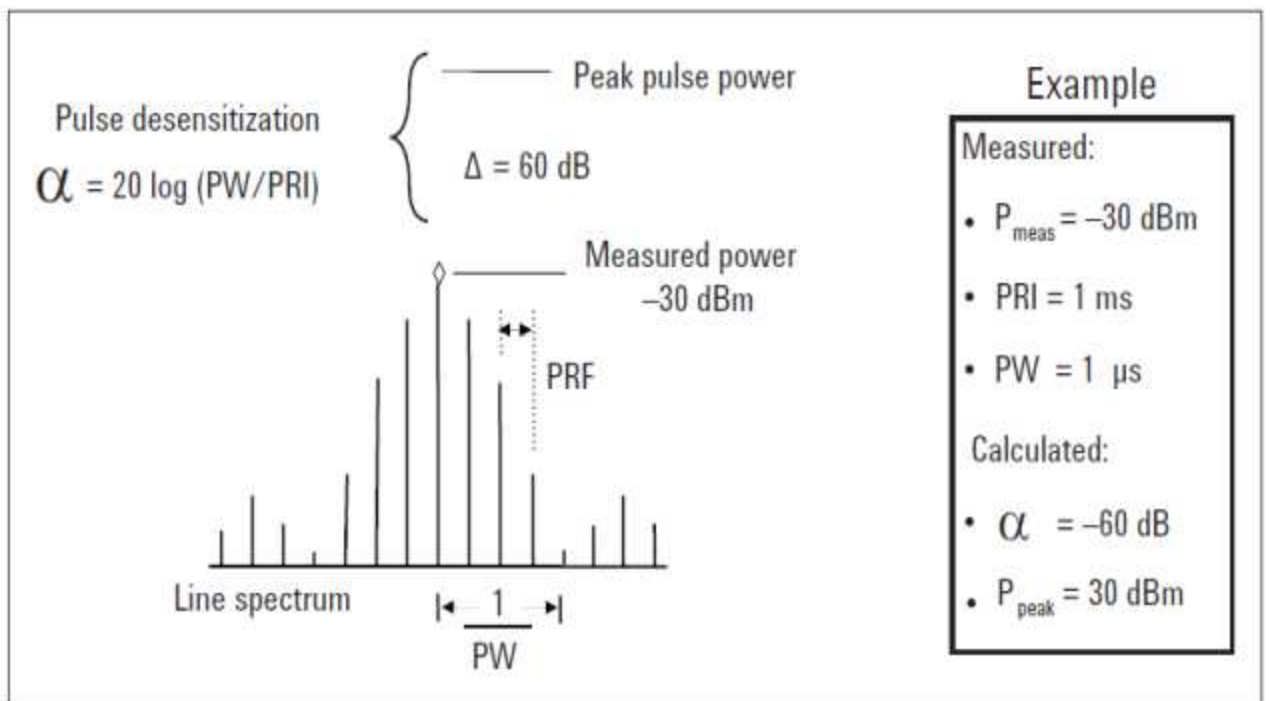 Pulse desensitization
α = 20 log (PW/PRI)
Peak pulse power
Δ = 60 dB
Measured power
–30 dBm
PRF
Line spectrum
1
PW
Example
Measured:
• Pmeas = –30 dBm
• PRI = 1 ms
• PW = 1 µs
Calculated:
• α = –60 dB
• Ppeak = 30 dBm